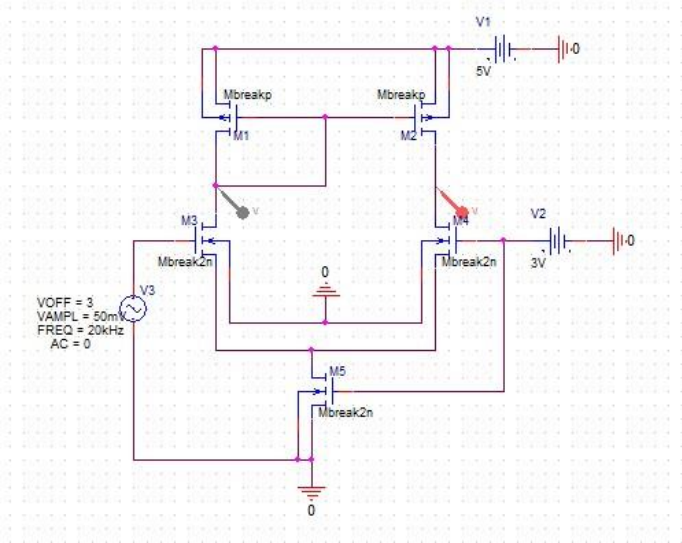 V1
0
5V
Mbreakp
Mbreakp
M1
M2
V
V
M3
M4
V2
0
Mbreak2n
Mbreak2n
3V
0
V3
VOFF = 3
VAMPL = 50mV
FREQ = 20kHz
AC = 0
M5
Mbreak2n
0